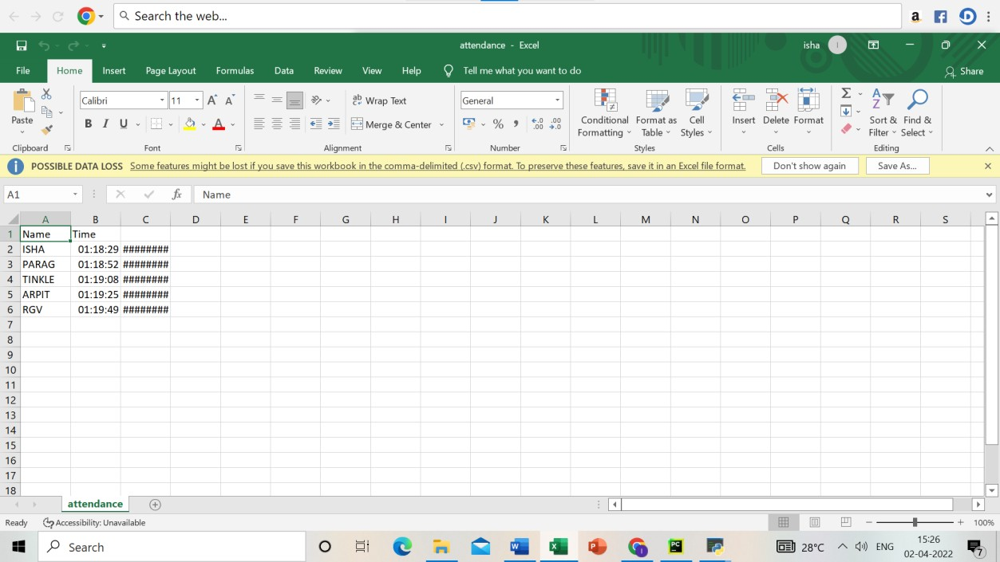 Search the web...
a
attendance - Excel
isha
I
File Home Insert Page Layout Formulas Data Review View Help Tell me what you want to do Share
Calibri 11 A A ab Wrap Text General
Paste B I U A Merge & Center % , .00 .00 Conditional Formatting Format as Table Cell Styles Insert Delete Format Sort & Filter Find & Select
Clipboard Font Alignment Number Styles Cells Editing
POSSIBLE DATA LOSS Some features might be lost if you save this workbook in the comma-delimited (.csv) format. To preserve these features, save it in an Excel file format. Don't show again Save As...
A1 fx Name
A B C D E F G H I J K L M N O P Q R S
1 Name Time
2 ISHA 01:18:29 ########
3 PARAG 01:18:52 ########
4 TINKLE 01:19:08 ########
5 ARPIT 01:19:25 ########
6 RGV 01:19:49 ########
7
8
9
10
11
12
13
14
15
16
17
18
attendance
Ready Accessibility: Unavailable 100%
Search 28°C ENG 15:26
02-04-2022 7